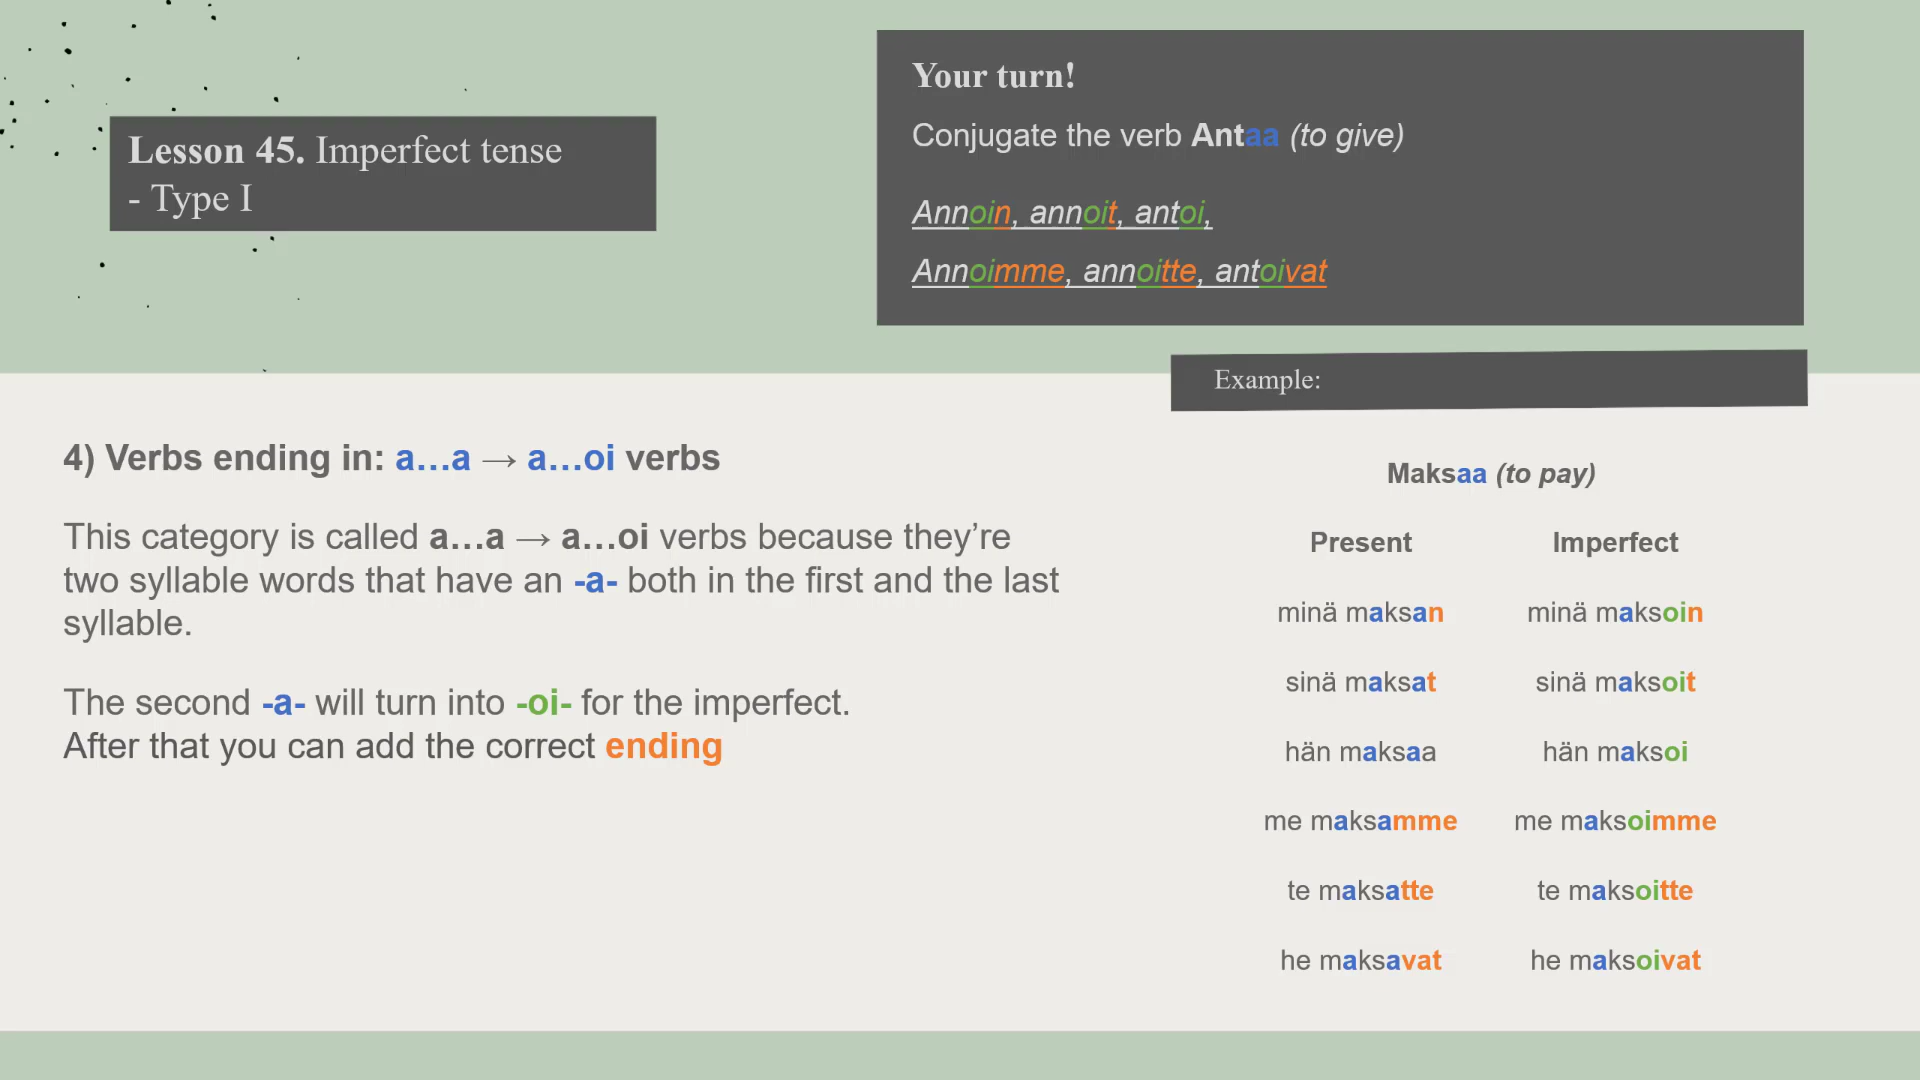 Lesson 45. Imperfect tense
- Type I
Your turn!
Conjugate the verb Antaa (to give)
Annoin, annoit, antoi,
Annoimme, annoitte, antoivat
Example:
4) Verbs ending in: a…a → a…oi verbs
This category is called a…a → a…oi verbs because they’re
two syllable words that have an -a- both in the first and the last
syllable.
The second -a- will turn into -oi- for the imperfect.
After that you can add the correct ending
Maksaa (to pay)
Present Imperfect
minä maksan minä maksoin
sinä maksat sinä maksoit
hän maksaa hän maksoi
me maksamme me maksoimme
te maksatte te maksoitte
he maksavat he maksoivat